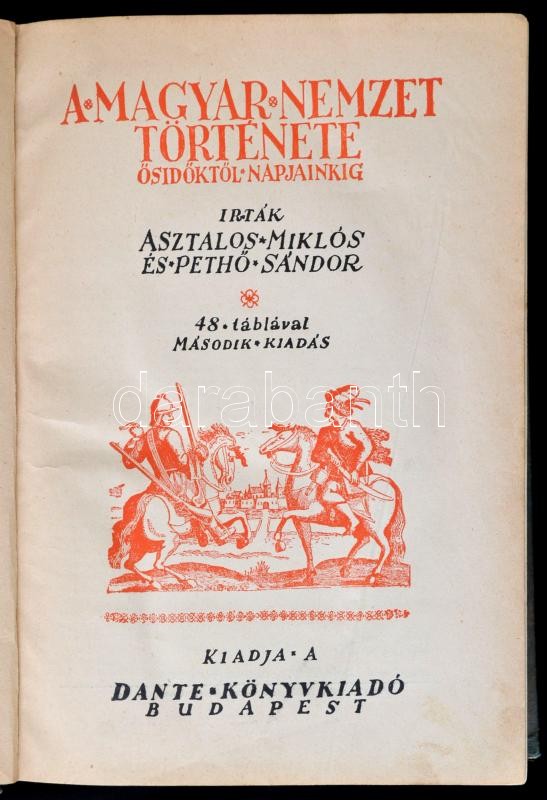 A MAGYAR NEMZET
TÖRTÉNETE
ŐSIDŐKTŐL NAPJAINKIG
IRTÁK
ASZTALOS MIKLÓS
ÉS PETHŐ SÁNDOR
48 táblával
MÁSODIK KIADÁS
darabanth
KIADJA A
DANTE KÖNYVKIADÓ
BUDAPEST